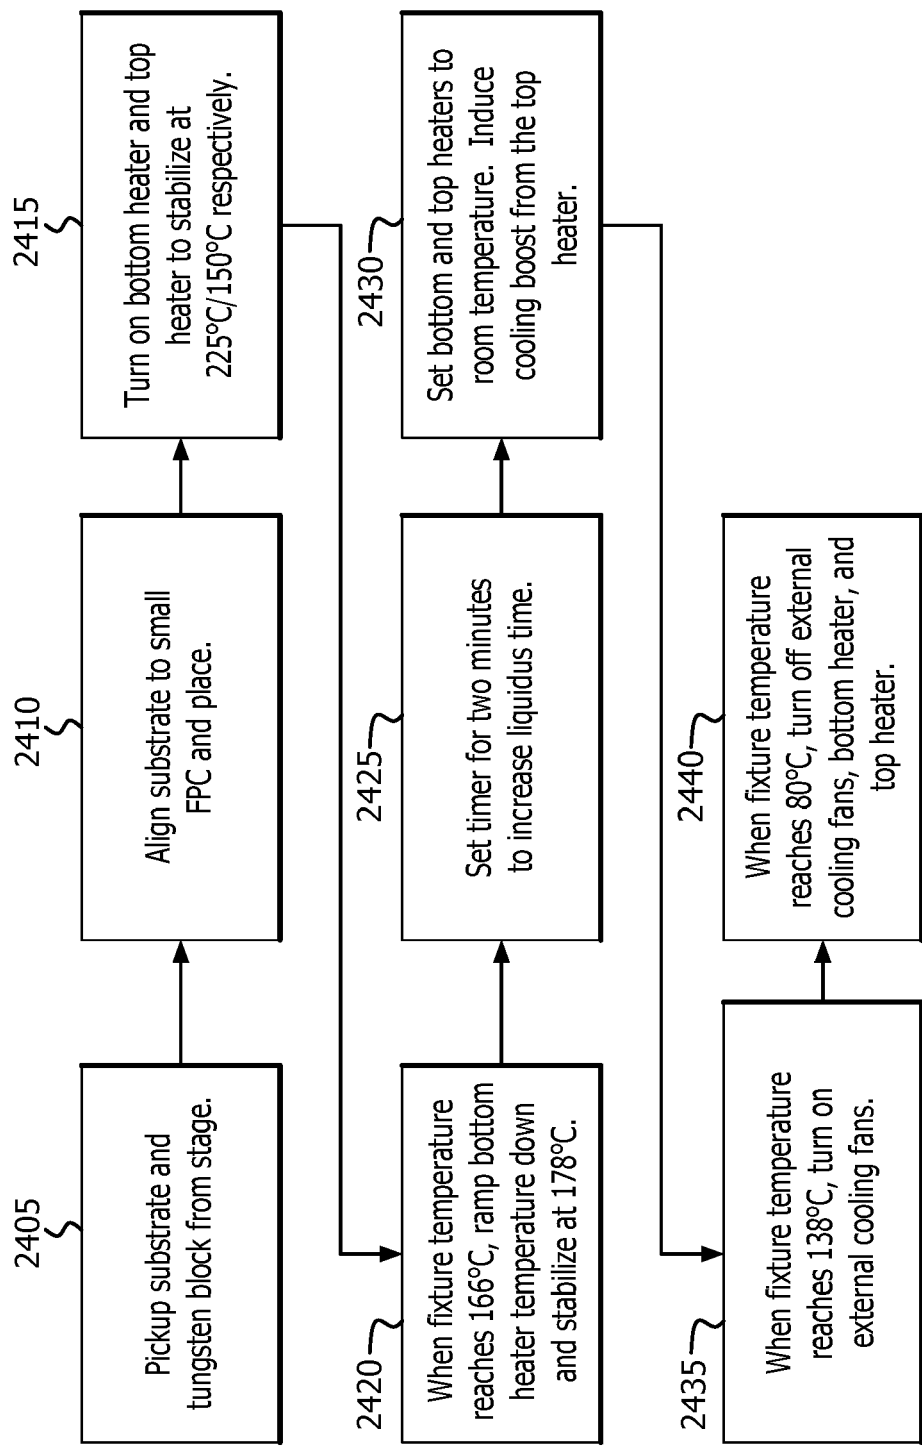 2405
Pickup substrate and
tungsten block from stage.
2410
Align substrate to small
FPC and place.
2415
Turn on bottom heater and top
heater to stabilize at
225°C/150°C respectively.
2420
When fixture temperature
reaches 166°C, ramp bottom
heater temperature down
and stabilize at 178°C.
2425
Set timer for two minutes
to increase liquidus time.
2430
Set bottom and top heaters to
room temperature. Induce
cooling boost from the top
heater.
2435
When fixture temperature
reaches 138°C, turn on
external cooling fans.
2440
When fixture temperature
reaches 80°C, turn off external
cooling fans, bottom heater, and
top heater.